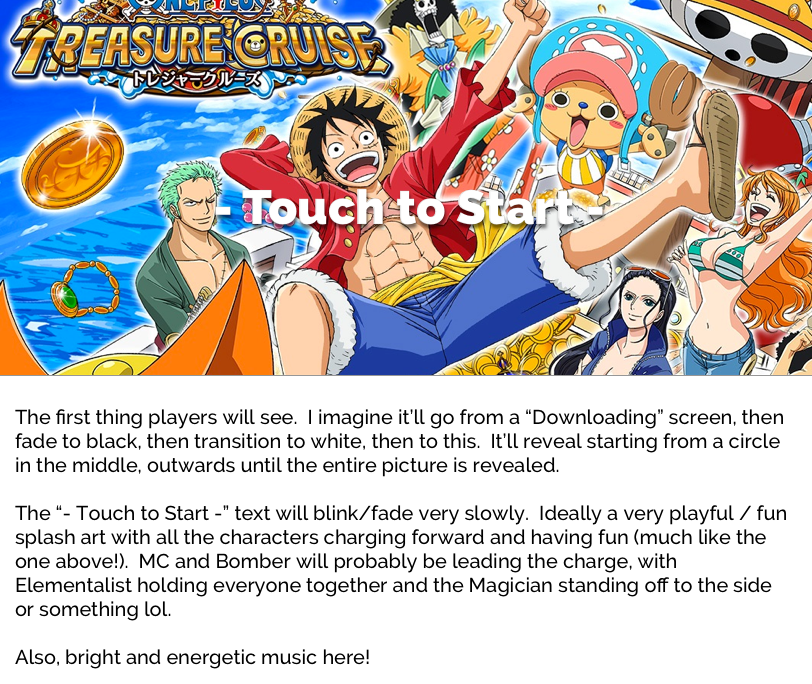 ONE PIECE
TREASURE CRUISE
トレジャークルーズ
- Touch to Start -
The first thing players will see.  I imagine it’ll go from a “Downloading” screen, then
fade to black, then transition to white, then to this.  It’ll reveal starting from a circle
in the middle, outwards until the entire picture is revealed.
The “- Touch to Start -” text will blink/fade very slowly.  Ideally a very playful / fun
splash art with all the characters charging forward and having fun (much like the
one above!).  MC and Bomber will probably be leading the charge, with
Elementalist holding everyone together and the Magician standing off to the side
or something lol.
Also, bright and energetic music here!